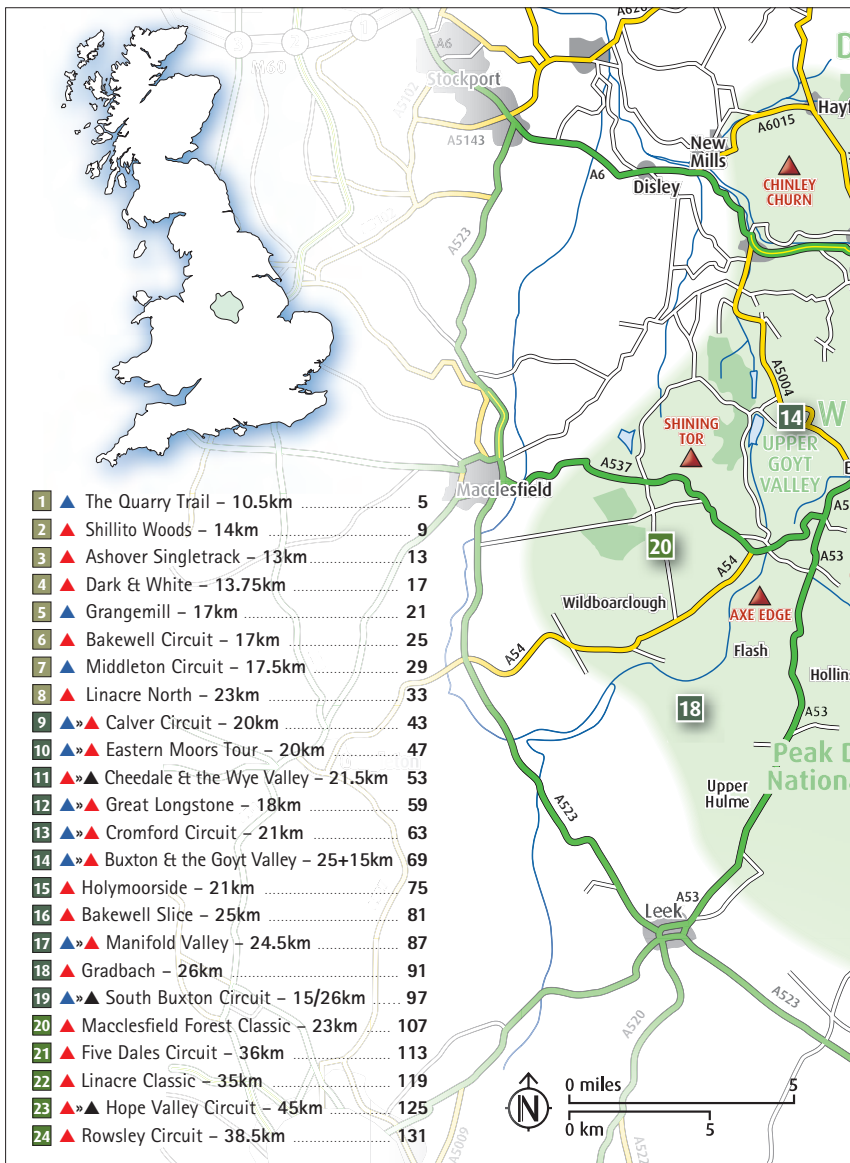 M60
A6
Stockport
A5102
A5143
A523
A6
Disley
New
Mills
A6015
Hayf
CHINLEY
CHURN
A5004
14
W
UPPER
GOYT
VALLEY
SHINING
TOR
A537
Macclesfield
20
A54
A53
Wildboarclough
AXE EDGE
Flash
A54
18
Hollins
A53
Peak D
Nationa
Upper
Hulme
A523
A53
Leek
A520
A523
A5009
1 The Quarry Trail – 10.5km 5
2 Shillito Woods – 14km 9
3 Ashover Singletrack – 13km 13
4 Dark & White – 13.75km 17
5 Grangemill – 17km 21
6 Bakewell Circuit – 17km 25
7 Middleton Circuit – 17.5km 29
8 Linacre North – 23km 33
9 » Calver Circuit – 20km 43
10 » Eastern Moors Tour – 20km 47
11 » Cheedale & the Wye Valley – 21.5km 53
12 » Great Longstone – 18km 59
13 » Cromford Circuit – 21km 63
14 » Buxton & the Goyt Valley – 25+15km 69
15 Holymoorside – 21km 75
16 Bakewell Slice – 25km 81
17 » Manifold Valley – 24.5km 87
18 Gradbach – 26km 91
19 » South Buxton Circuit – 15/26km 97
20 Macclesfield Forest Classic – 23km 107
21 Five Dales Circuit – 36km 113
22 Linacre Classic – 35km 119
23 » Hope Valley Circuit – 45km 125
24 Rowsley Circuit – 38.5km 131
N
0 miles 5
0 km 5